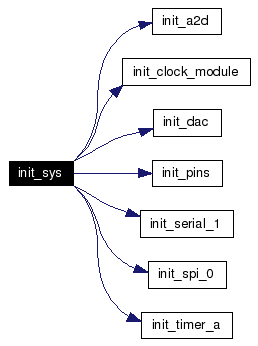 init_a2d
init_clock_module
init_dac
init_sys
init_pins
init_serial_1
init_spi_0
init_timer_a